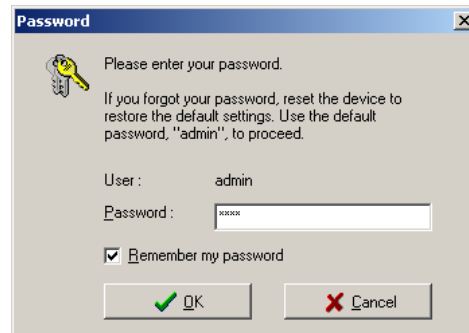 Password
Please enter your password.
If you forgot your password, reset the device to
restore the default settings. Use the default
password, "admin", to proceed.
User : admin
Password : xxxx
Remember my password
OK Cancel